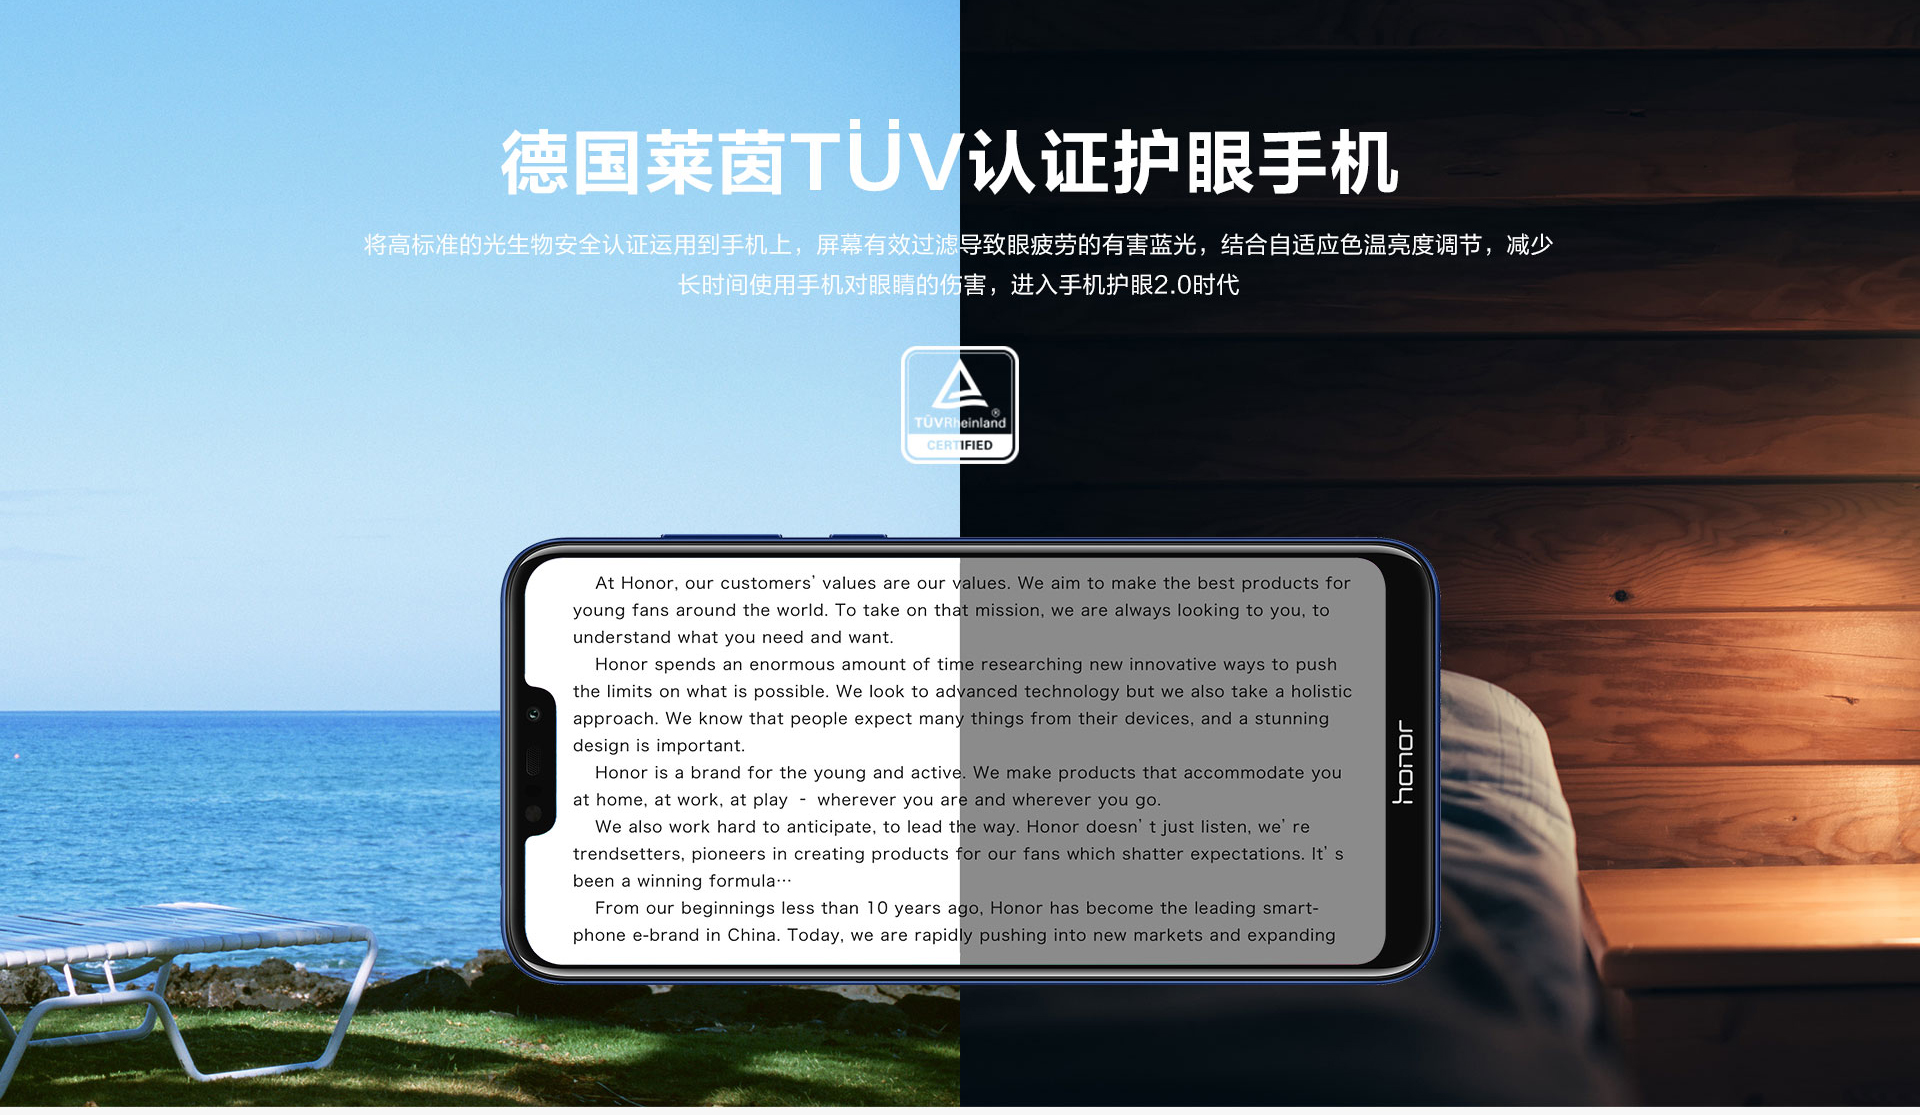 德国莱茵TÜV认证护眼手机
将高标准的光生物安全认证运用到手机上，屏幕有效过滤导致眼疲劳的有害蓝光，结合自适应色温亮度调节，减少
长时间使用手机对眼睛的伤害，进入手机护眼2.0时代
TÜVRheinland®
CERTIFIED
At Honor, our customers’ values are our values. We aim to make the best products for
young fans around the world. To take on that mission, we are always looking to you, to
understand what you need and want.
Honor spends an enormous amount of time researching new innovative ways to push
the limits on what is possible. We look to advanced technology but we also take a holistic
approach. We know that people expect many things from their devices, and a stunning
design is important.
Honor is a brand for the young and active. We make products that accommodate you
at home, at work, at play - wherever you are and wherever you go.
We also work hard to anticipate, to lead the way. Honor doesn’ t just listen, we’ re
trendsetters, pioneers in creating products for our fans which shatter expectations. It’ s
been a winning formula…
From our beginnings less than 10 years ago, Honor has become the leading smart-
phone e-brand in China. Today, we are rapidly pushing into new markets and expanding
honor